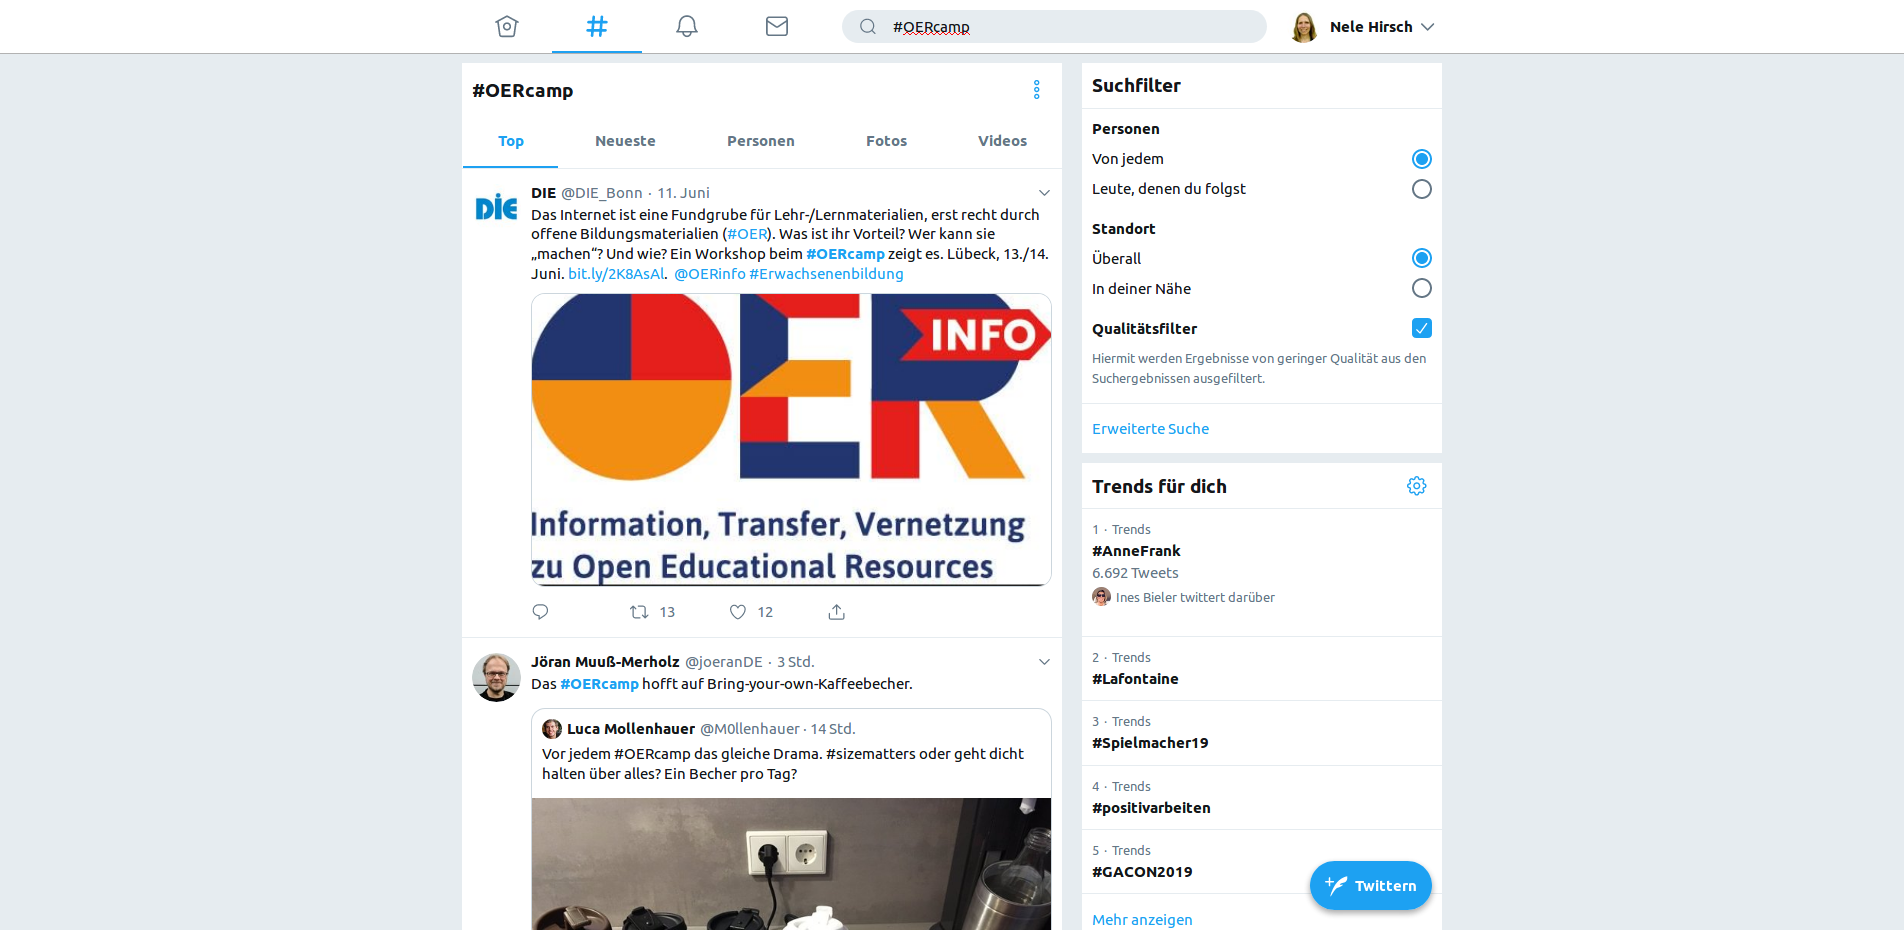 #OERcamp
Nele Hirsch
#OERcamp
Top
Neueste
Personen
Fotos
Videos
DIE @DIE_Bonn · 11. Juni
DIE
Das Internet ist eine Fundgrube für Lehr-/Lernmaterialien, erst recht durch
offene Bildungsmaterialien (#OER). Was ist ihr Vorteil? Wer kann sie
„machen“? Und wie? Ein Workshop beim #OERcamp zeigt es. Lübeck, 13./14.
Juni. bit.ly/2K8AsAl. @OERinfo #Erwachsenenbildung
OER
INFO
Information, Transfer, Vernetzung
zu Open Educational Resources
13
12
Jöran Muuß-Merholz @joeranDE · 3 Std.
Das #OERcamp hofft auf Bring-your-own-Kaffeebecher.
Luca Mollenhauer @M0llenhauer · 14 Std.
Vor jedem #OERcamp das gleiche Drama. #sizematters oder geht dicht
halten über alles? Ein Becher pro Tag?
Suchfilter
Personen
Von jedem
Leute, denen du folgst
Standort
Überall
In deiner Nähe
Qualitätsfilter
Hiermit werden Ergebnisse von geringer Qualität aus den
Suchergebnissen ausgefiltert.
Erweiterte Suche
Trends für dich
1 · Trends
#AnneFrank
6.692 Tweets
Ines Bieler twittert darüber
2 · Trends
#Lafontaine
3 · Trends
#Spielmacher19
4 · Trends
#positivarbeiten
5 · Trends
#GACON2019
Twittern
Mehr anzeigen